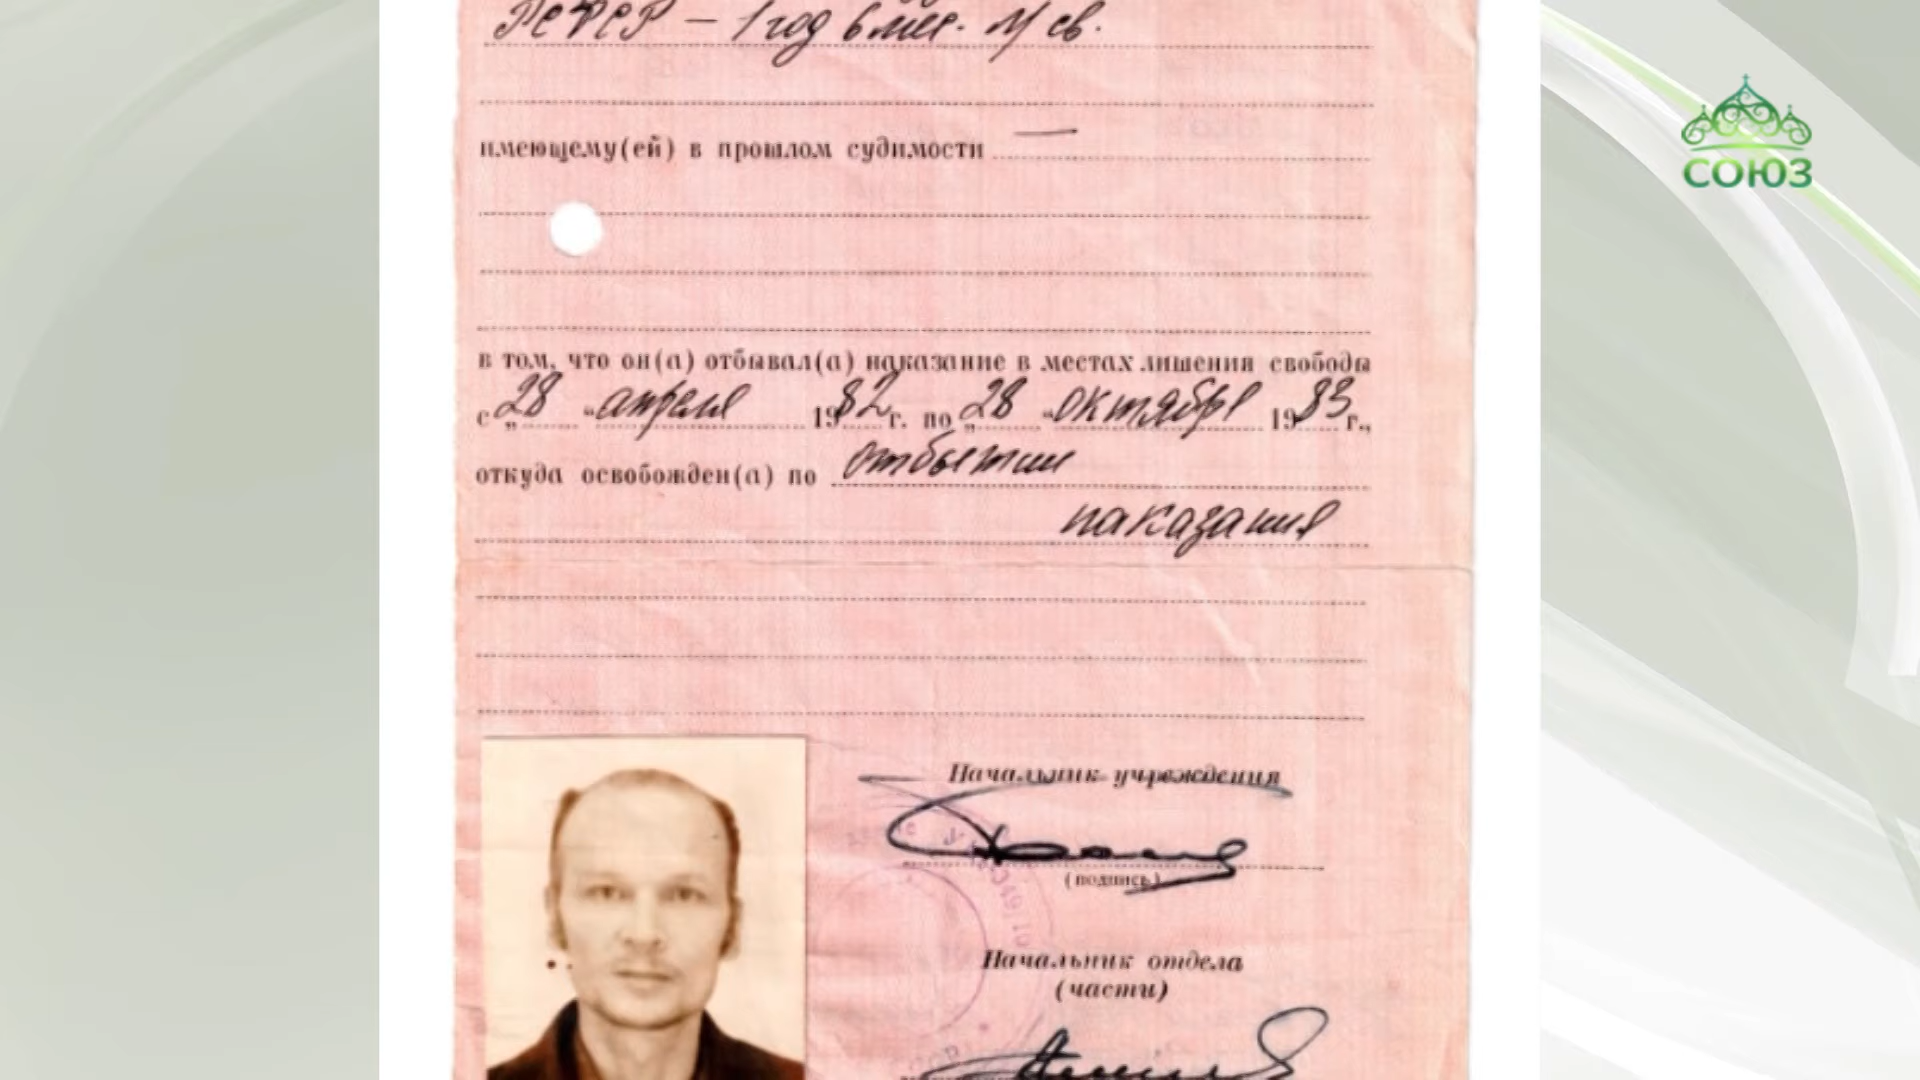 РСФСР — 1 год 6 мес. л/св.
имеющему(ей) в прошлом судимости —
в том, что он(а) отбывал(а) наказание в местах лишения свободы
с „28“ апреля 1982 г. по „28“ октября 1983 г.,
откуда освобожден(а) по отбытии
наказания
Начальник учреждения
(подпись)
Начальник отдела
(части)
СОЮЗ